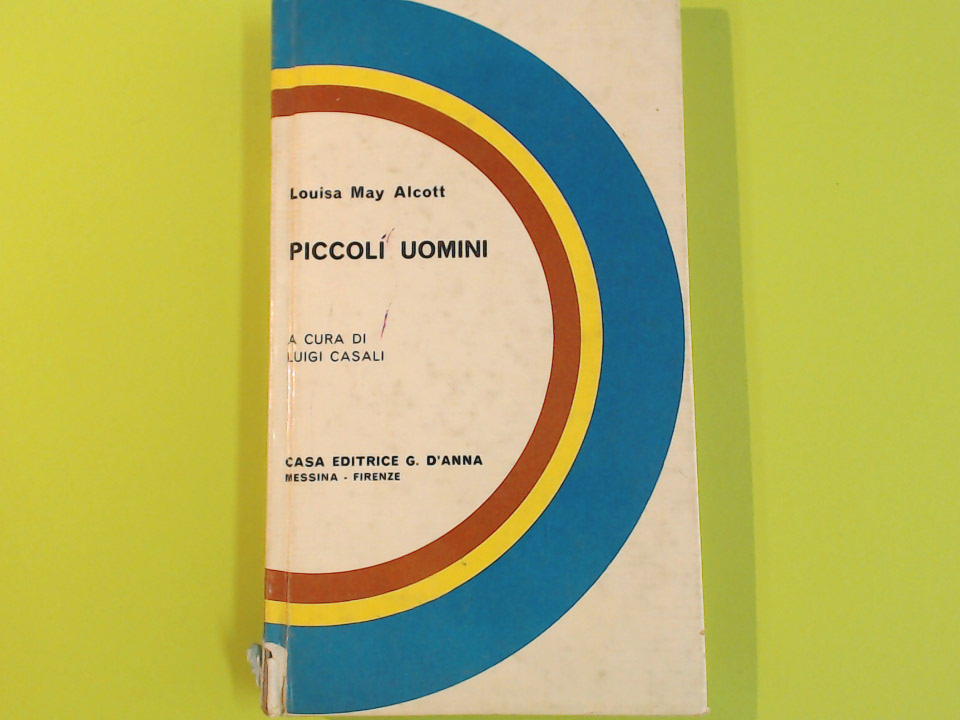 Louisa May Alcott
PICCOLI UOMINI
A CURA DI
LUIGI CASALI
CASA EDITRICE G. D'ANNA
MESSINA - FIRENZE